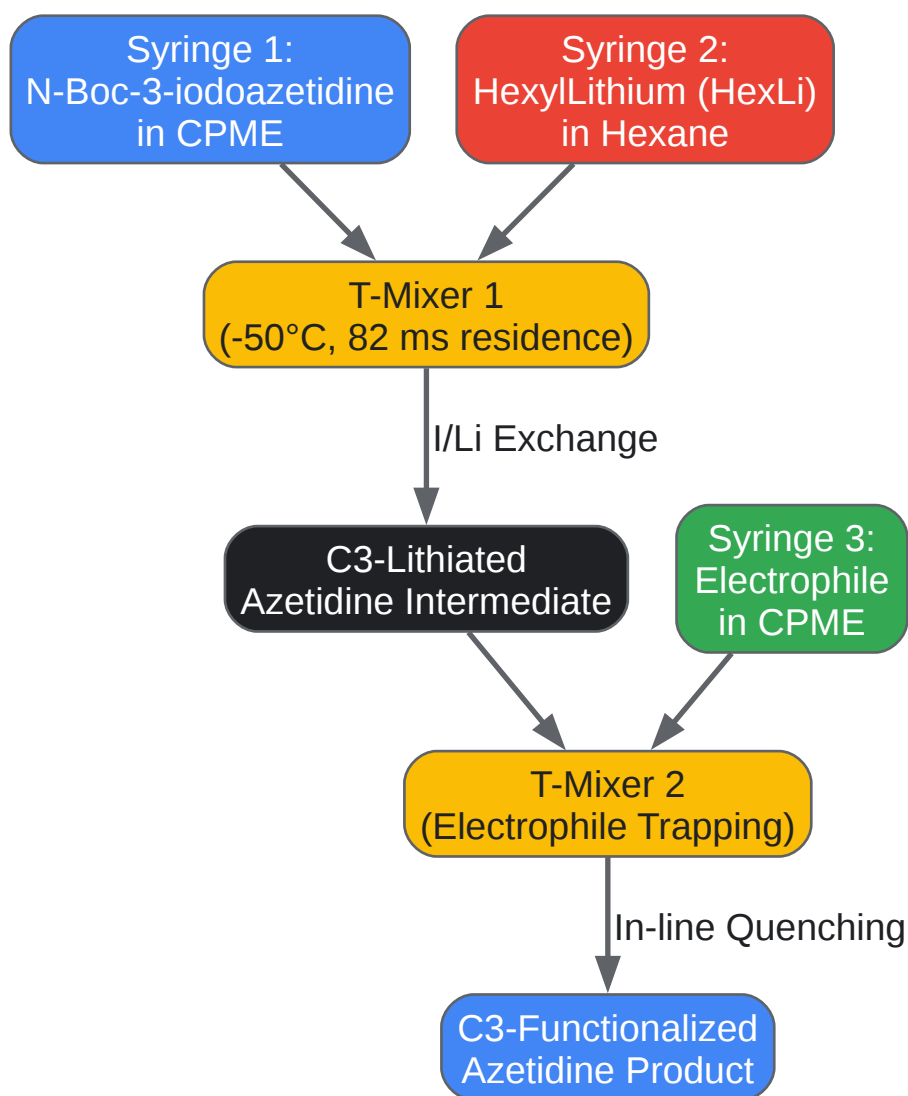 Syringe 1:
N-Boc-3-iodoazetidine
in CPME
Syringe 2:
HexylLithium (HexLi)
in Hexane
T-Mixer 1
(-50°C, 82 ms residence)
I/Li Exchange
C3-Lithiated
Azetidine Intermediate
Syringe 3:
Electrophile
in CPME
T-Mixer 2
(Electrophile Trapping)
In-line Quenching
C3-Functionalized
Azetidine Product